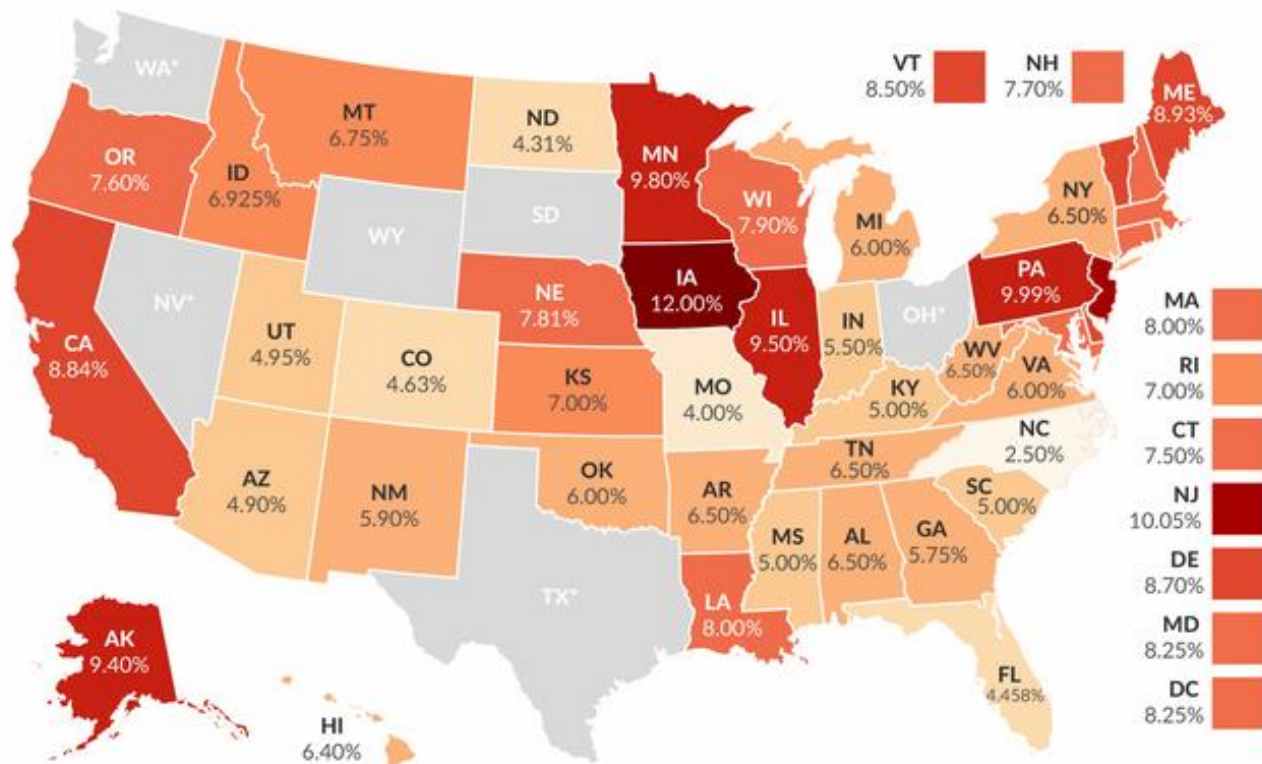 WA*
VT
8.50%
NH
7.70%
ME
8.93%
MT
6.75%
ND
4.31%
OR
7.60%
ID
6.925%
MN
9.80%
WI
7.90%
NY
6.50%
SD
WY
MI
6.00%
IA
12.00%
PA
9.99%
NE
7.81%
NV*
UT
4.95%
CO
4.63%
IL
9.50%
IN
5.50%
OH*
MA
8.00%
CA
8.84%
KS
7.00%
MO
4.00%
WV
6.50%
VA
6.00%
KY
5.00%
RI
7.00%
NC
2.50%
CT
7.50%
AZ
4.90%
NM
5.90%
OK
6.00%
AR
6.50%
TN
6.50%
SC
5.00%
NJ
10.05%
MS
5.00%
AL
6.50%
GA
5.75%
DE
8.70%
TX*
LA
8.00%
AK
9.40%
MD
8.25%
FL
4.458%
DC
8.25%
HI
6.40%